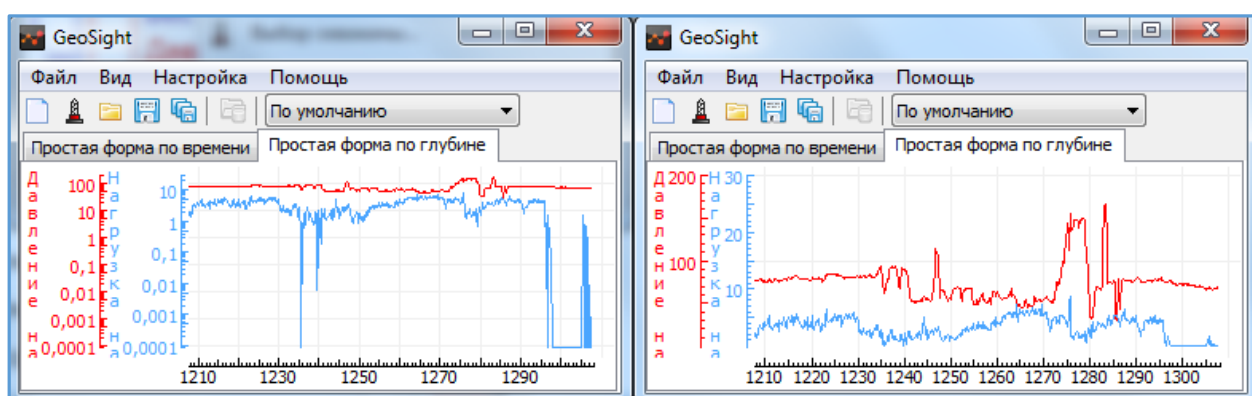 GeoSight
Файл Вид Настройка Помощь
По умолчанию
Простая форма по времени Простая форма по глубине
Давление на
100
10
1
0,1
0,01
0,001
0,0001
Нагрузка на
10
1
0,1
0,01
0,001
0,0001
1210 1230 1250 1270 1290
GeoSight
Файл Вид Настройка Помощь
По умолчанию
Простая форма по времени Простая форма по глубине
Давление на
200
100
Нагрузка на
30
20
10
1210 1220 1230 1240 1250 1260 1270 1280 1290 1300